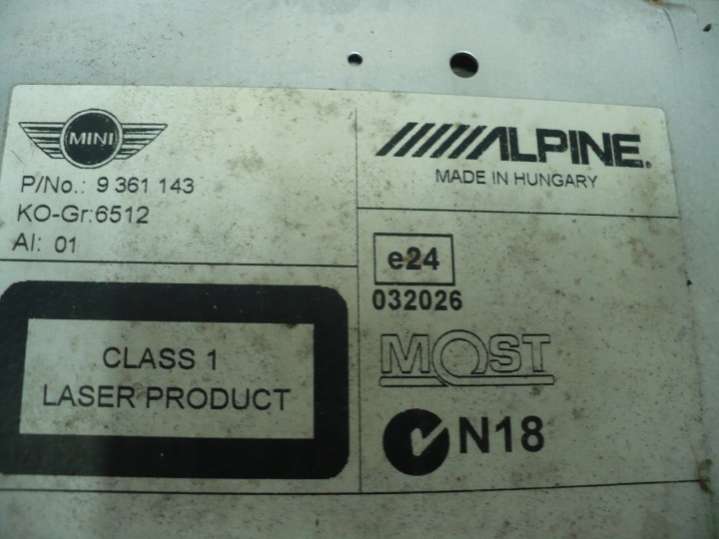 MINI
P/No.: 9 361 143
KO-Gr:6512
AI: 01
ALPINE.
MADE IN HUNGARY
e24
032026
MOST
N18
CLASS 1
LASER PRODUCT